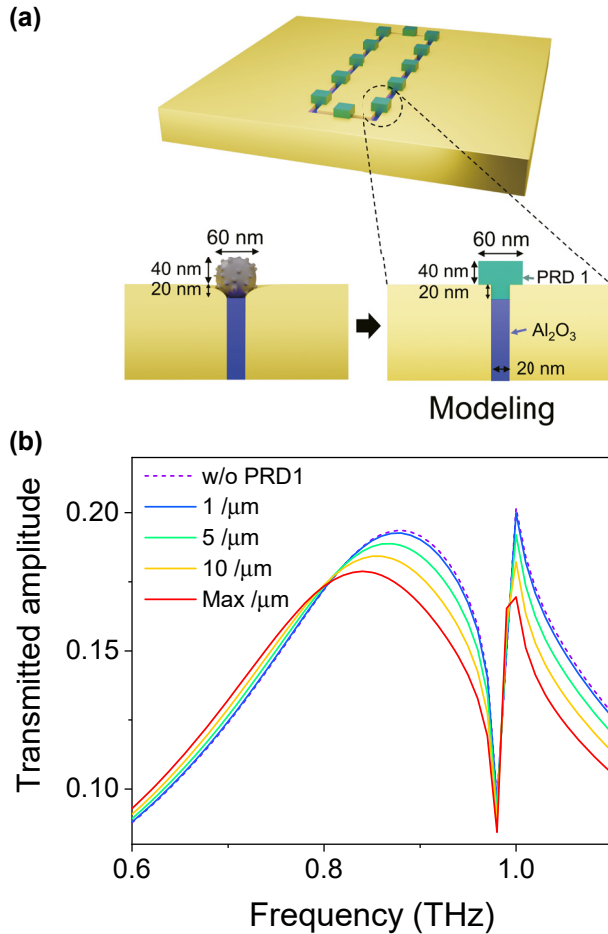 (a)
60 nm
40 nm
20 nm
60 nm
40 nm
20 nm
PRD 1
Al₂O₃
20 nm
Modeling
(b)
w/o PRD1
1 /μm
5 /μm
10 /μm
Max /μm
Transmitted amplitude
0.20
0.15
0.10
0.6
0.8
1.0
Frequency (THz)